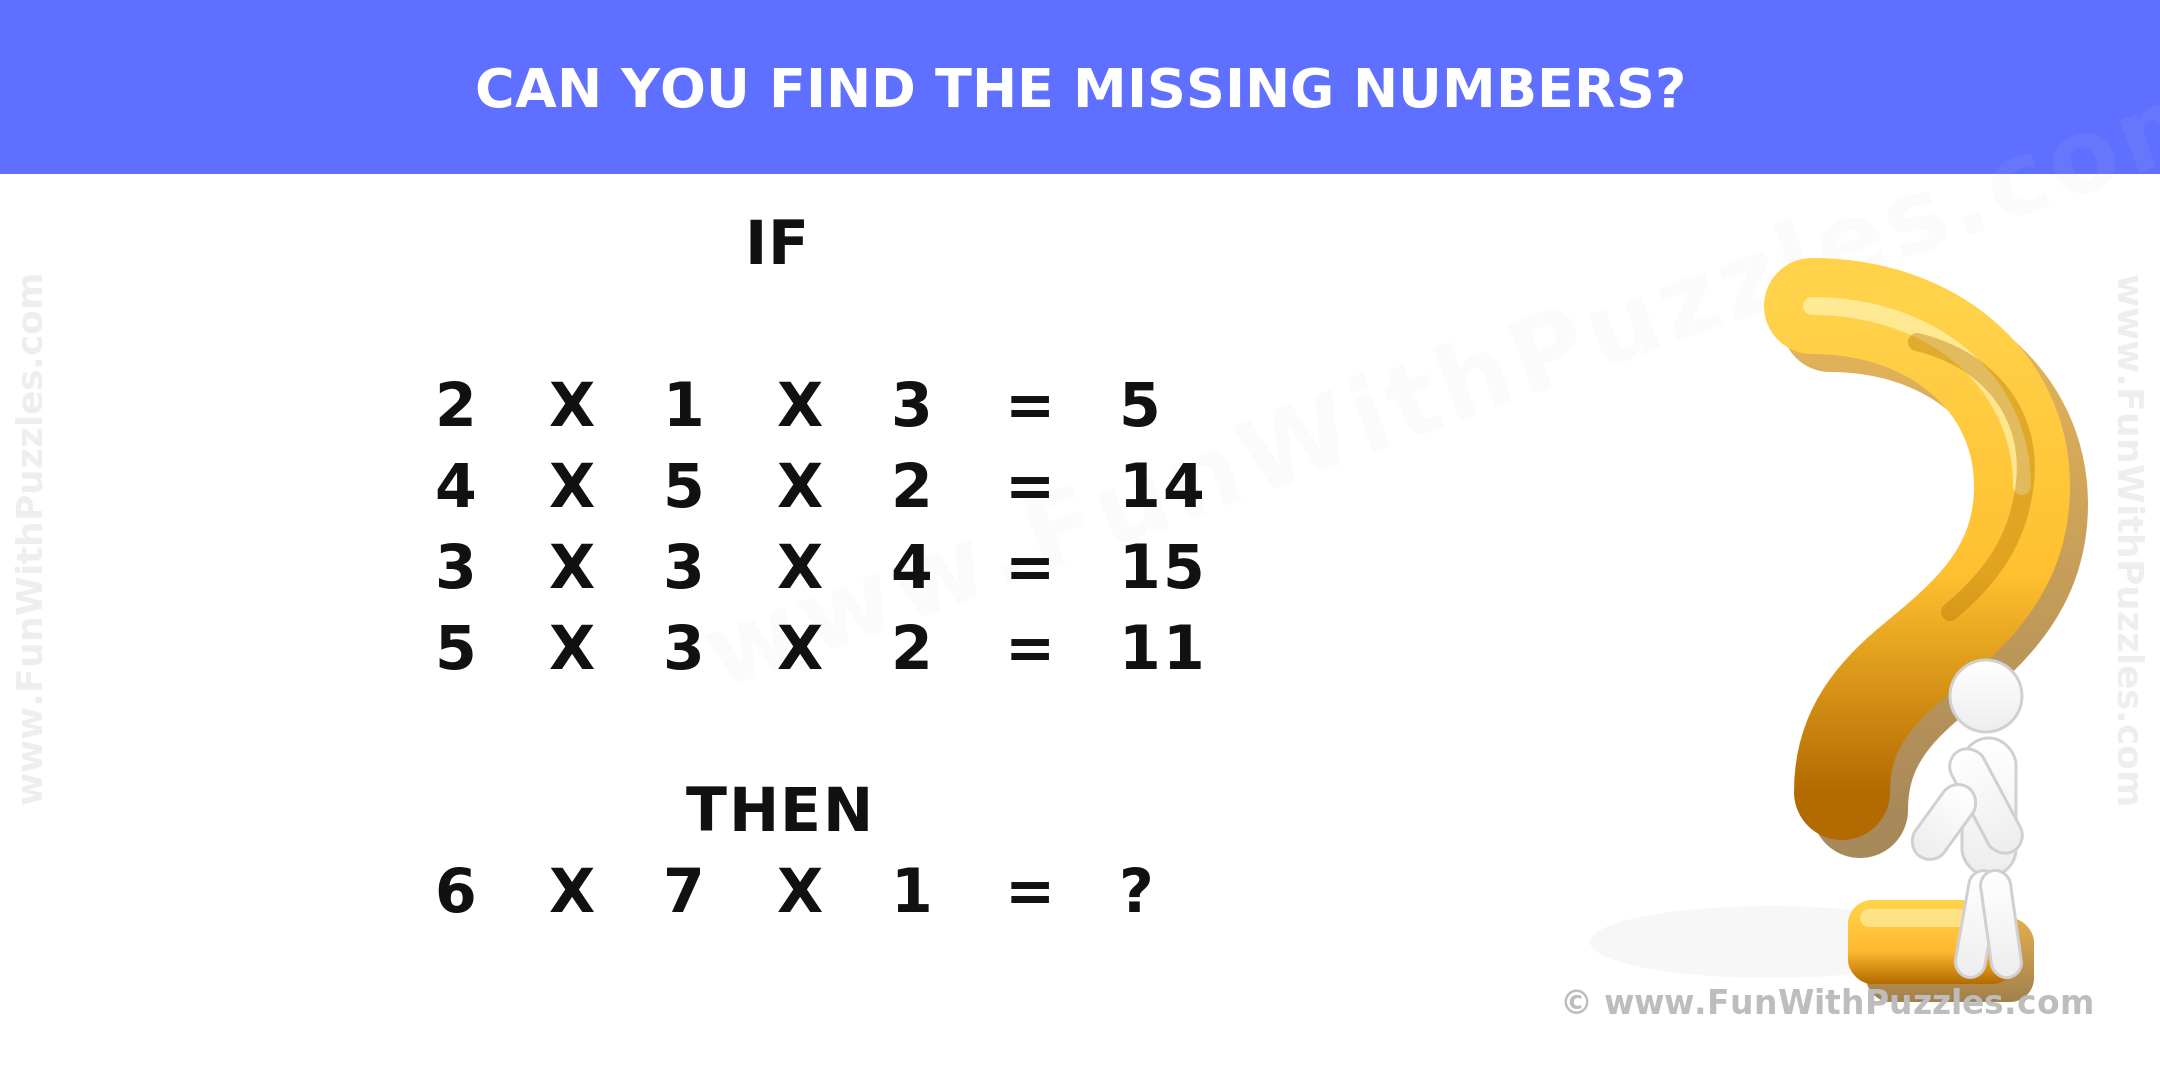 CAN YOU FIND THE MISSING NUMBERS?
IF
2 X 1 X 3 = 5
4 X 5 X 2 = 14
3 X 3 X 4 = 15
5 X 3 X 2 = 11
THEN
6 X 7 X 1 = ?
www.FunWithPuzzles.com
www.FunWithPuzzles.com
www.FunWithPuzzles.com
© www.FunWithPuzzles.com